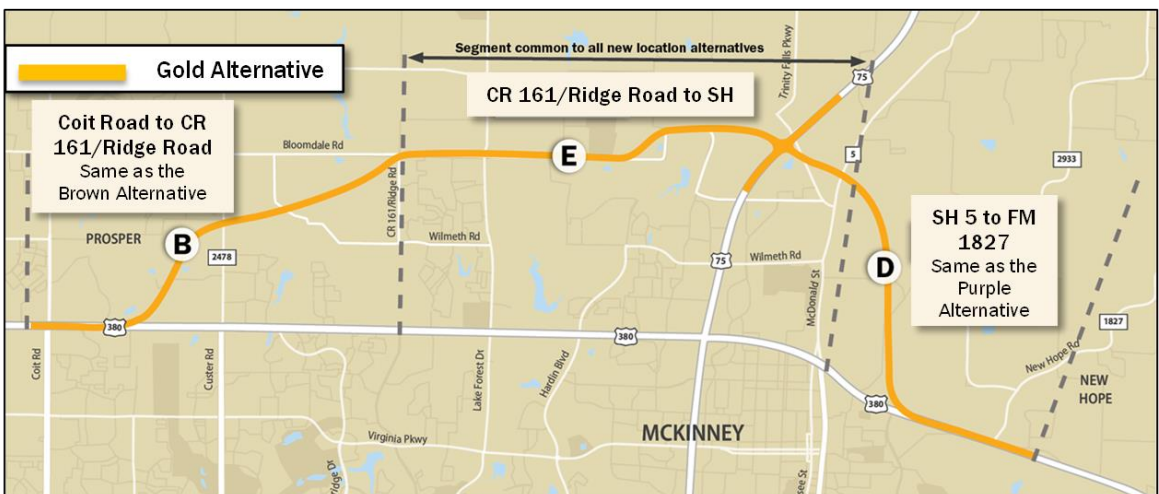 Segment common to all new location alternatives
Gold Alternative
CR 161/Ridge Road to SH
Coit Road to CR
161/Ridge Road
Same as the
Brown Alternative
SH 5 to FM
1827
Same as the
Purple
Alternative
Trinity Falls Pkwy
75
Bloomdale Rd
E
5
2933
CR 161/Ridge Rd
PROSPER
B
2478
Wilmeth Rd
75
Wilmeth Rd
D
McDonald St
380
380
1827
New Hope Rd
NEW
HOPE
Coit Rd
Custer Rd
Lake Forest Dr
Hardin Blvd
380
Virginia Pkwy
MCKINNEY
ridge Dr
see St